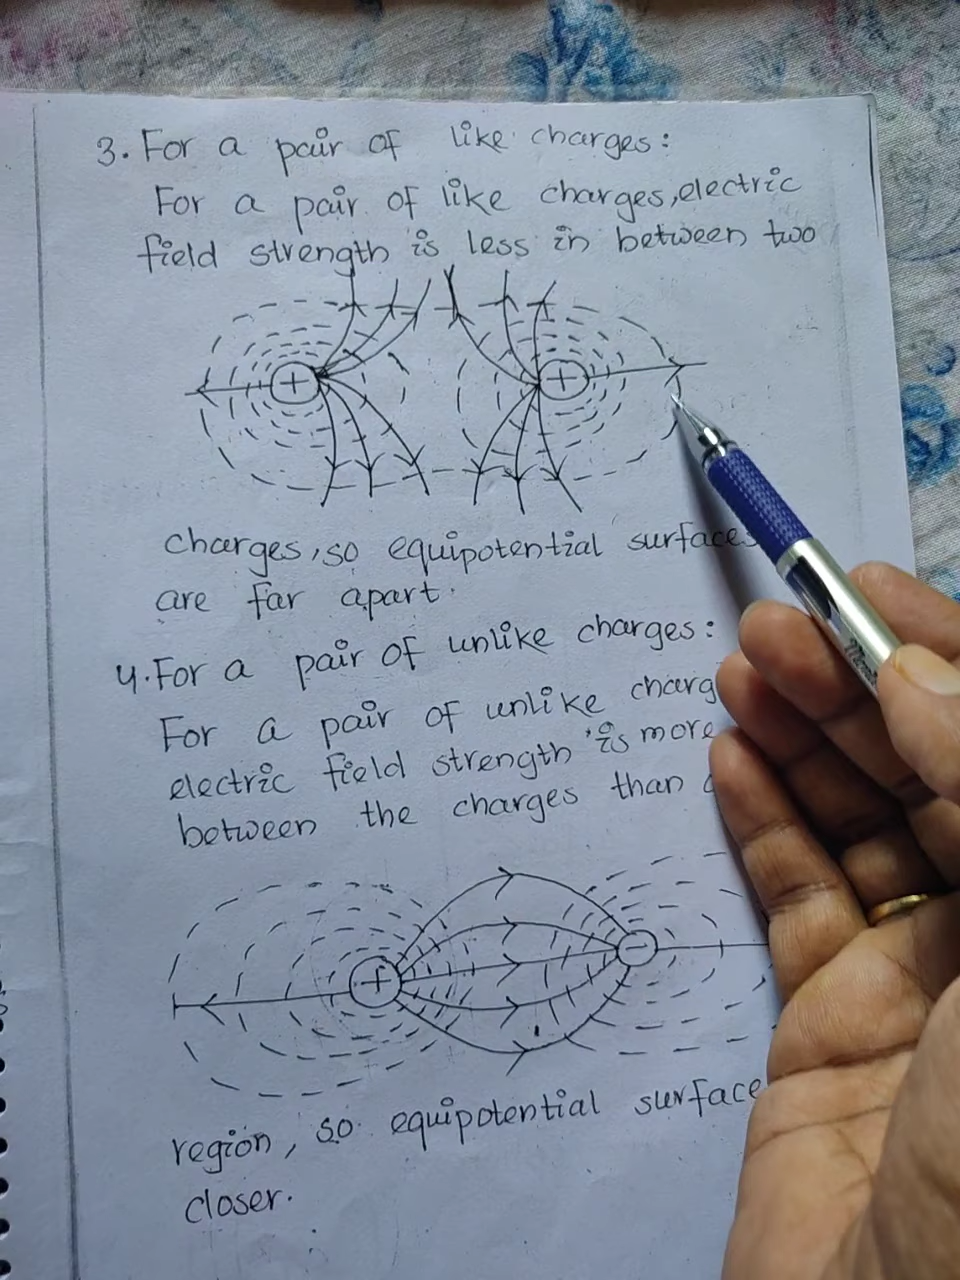 3. For a pair of like charges:
For a pair of like charges, electric
field strength is less in between two
+ +
charges, so equipotential surfaces
are far apart.
4. For a pair of unlike charges:
For a pair of unlike charg
electric field strength is more
between the charges than
+ -
region, so equipotential surface
closer.